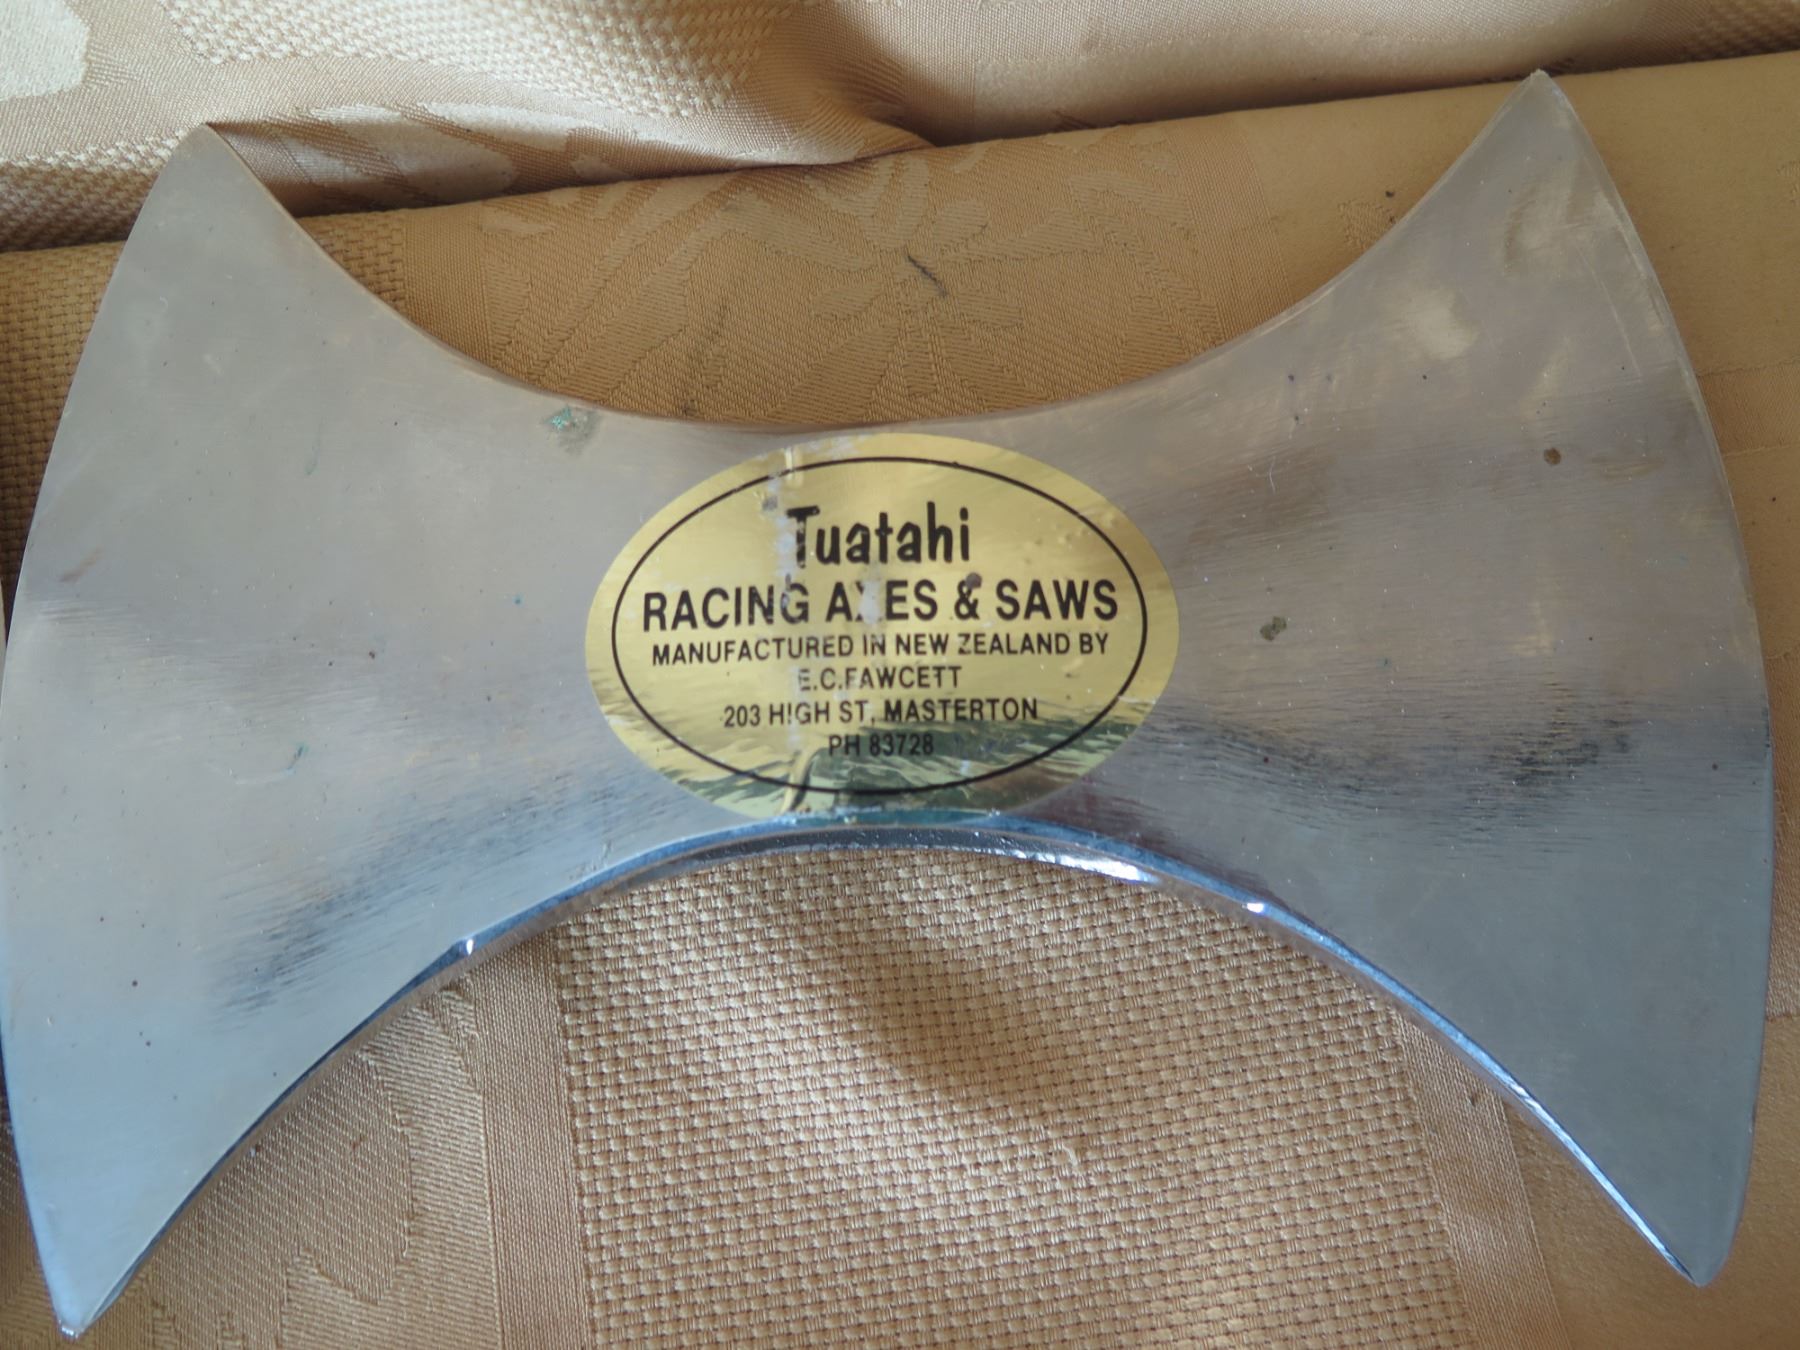 Tuatahi
RACING AXES & SAWS
MANUFACTURED IN NEW ZEALAND BY
E.C.FAWCETT
203 HIGH ST, MASTERTON
PH 83728